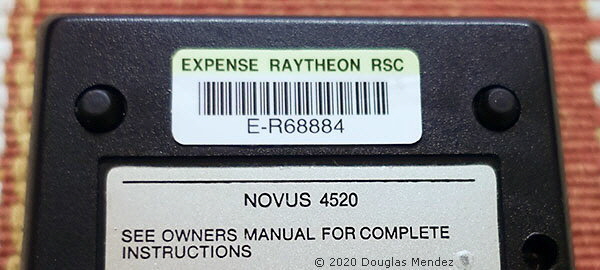 EXPENSE RAYTHEON RSC
E-R68884
NOVUS 4520
SEE OWNERS MANUAL FOR COMPLETE
INSTRUCTIONS
© 2020 Douglas Mendez